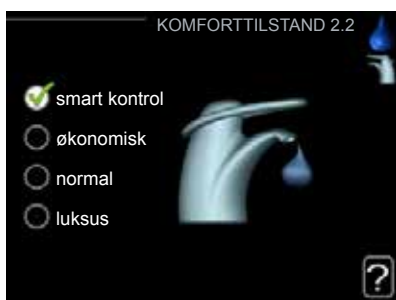 KOMFORTTILSTAND 2.2
smart kontrol
økonomisk
normal
luksus
?